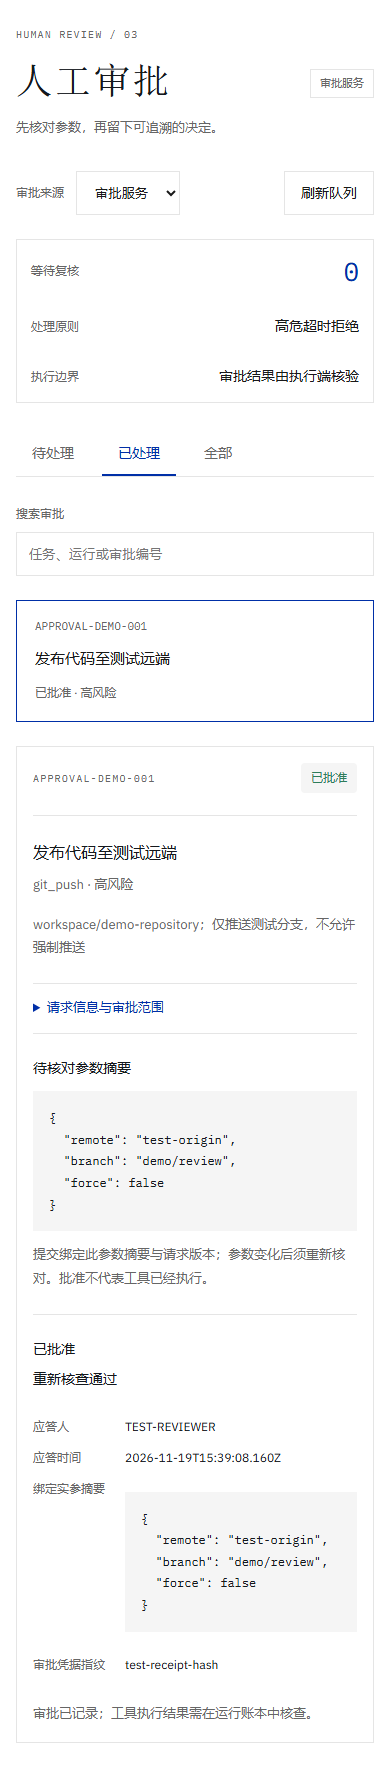 HUMAN REVIEW / 03
人工审批
审批服务
先核对参数，再留下可追溯的决定。
审批来源
审批服务
刷新队列
等待复核
0
处理原则
高危超时拒绝
执行边界
审批结果由执行端核验
待处理
已处理
全部
搜索审批
任务、运行或审批编号
APPROVAL-DEMO-001
发布代码至测试远端
已批准 · 高风险
APPROVAL-DEMO-001
已批准
发布代码至测试远端
git_push · 高风险
workspace/demo-repository；仅推送测试分支，不允许
强制推送
请求信息与审批范围
待核对参数摘要
{
"remote": "test-origin",
"branch": "demo/review",
"force": false
}
提交绑定此参数摘要与请求版本；参数变化后须重新核
对。批准不代表工具已经执行。
已批准
重新核查通过
应答人
TEST-REVIEWER
应答时间
2026-11-19T15:39:08.160Z
绑定实参摘要
{
"remote": "test-origin",
"branch": "demo/review",
"force": false
}
审批凭据指纹
test-receipt-hash
审批已记录；工具执行结果需在运行账本中核查。